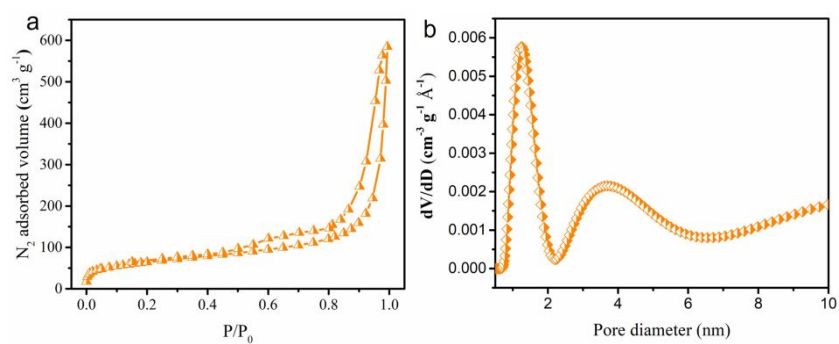 a
N₂ adsorbed volume (cm³ g⁻¹)
600
500
400
300
200
100
0
0.0 0.2 0.4 0.6 0.8 1.0
P/P₀
b
dV/dD (cm⁻³ g⁻¹ Å⁻¹)
0.006
0.005
0.004
0.003
0.002
0.001
0.000
2 4 6 8 10
Pore diameter (nm)